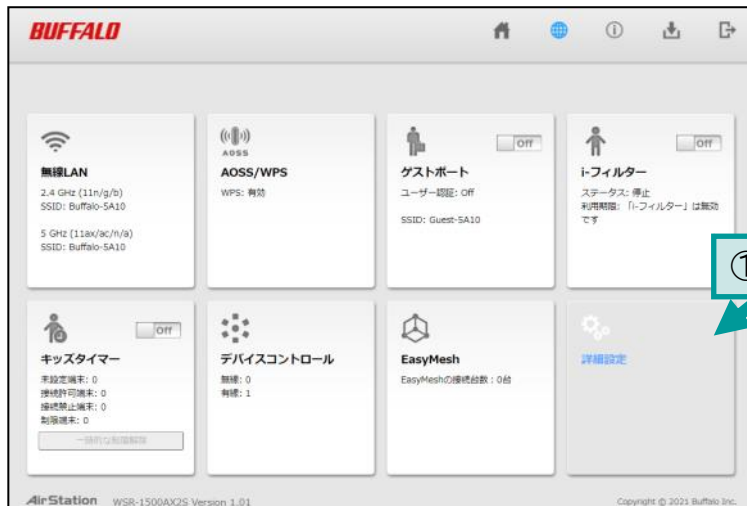 BUFFALO
無線LAN
2.4 GHz (11n/g/b)
SSID: Buffalo-5A10
5 GHz (11ax/ac/n/a)
SSID: Buffalo-5A10
AOSS
AOSS/WPS
WPS: 有効
Off
ゲストポート
ユーザー認証: Off
SSID: Guest-5A10
Off
i-フィルター
ステータス: 停止
利用期限: 「i-フィルター」は無効
です
①
Off
キッズタイマー
未設定端末: 0
接続許可端末: 0
接続禁止端末: 0
制限端末: 0
一時的な制限解除
デバイスコントロール
無線: 0
有線: 1
EasyMesh
EasyMeshの接続台数 : 0台
詳細設定
AirStation WSR-1500AX2S Version 1.01
Copyright © 2021 Buffalo Inc.